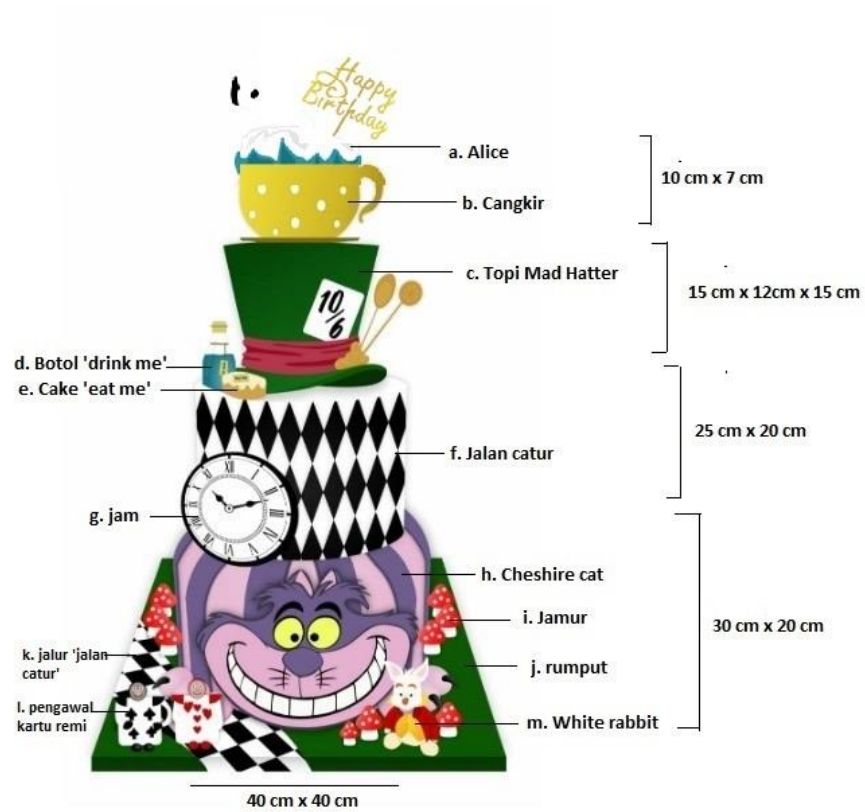 1.
Happy
Birthday
a. Alice
10 cm x 7 cm
b. Cangkir
c. Topi Mad Hatter
15 cm x 12cm x 15 cm
10/6
d. Botol 'drink me'
e. Cake 'eat me'
25 cm x 20 cm
f. Jalan catur
XII
III
g. jam
h. Cheshire cat
i. Jamur
30 cm x 20 cm
k. jalur 'jalan
catur'
j. rumput
l. pengawal
kartu remi
m. White rabbit
40 cm x 40 cm